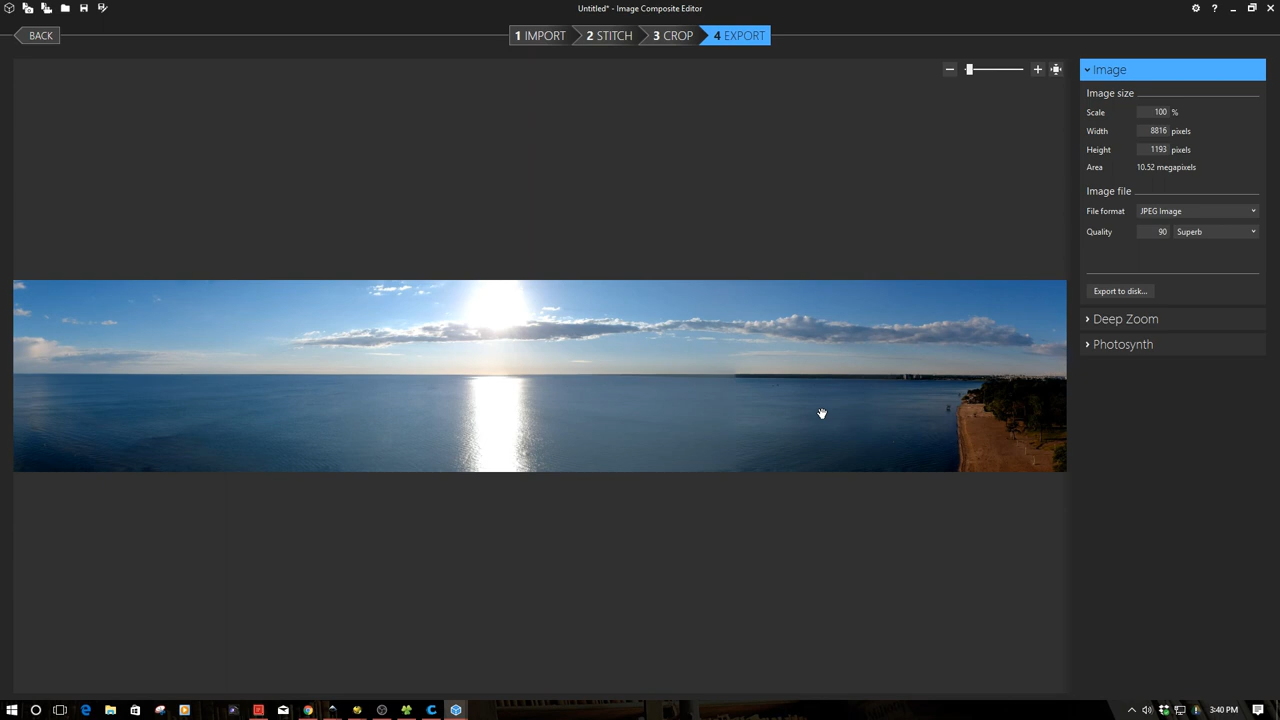 Untitled* - Image Composite Editor
BACK
1 IMPORT
2 STITCH
3 CROP
4 EXPORT
Image
Image size
Scale 100 %
Width 8816 pixels
Height 1193 pixels
Area 10.52 megapixels
Image file
File format JPEG Image
Quality 90 Superb
Export to disk...
Deep Zoom
Photosynth
3:40 PM